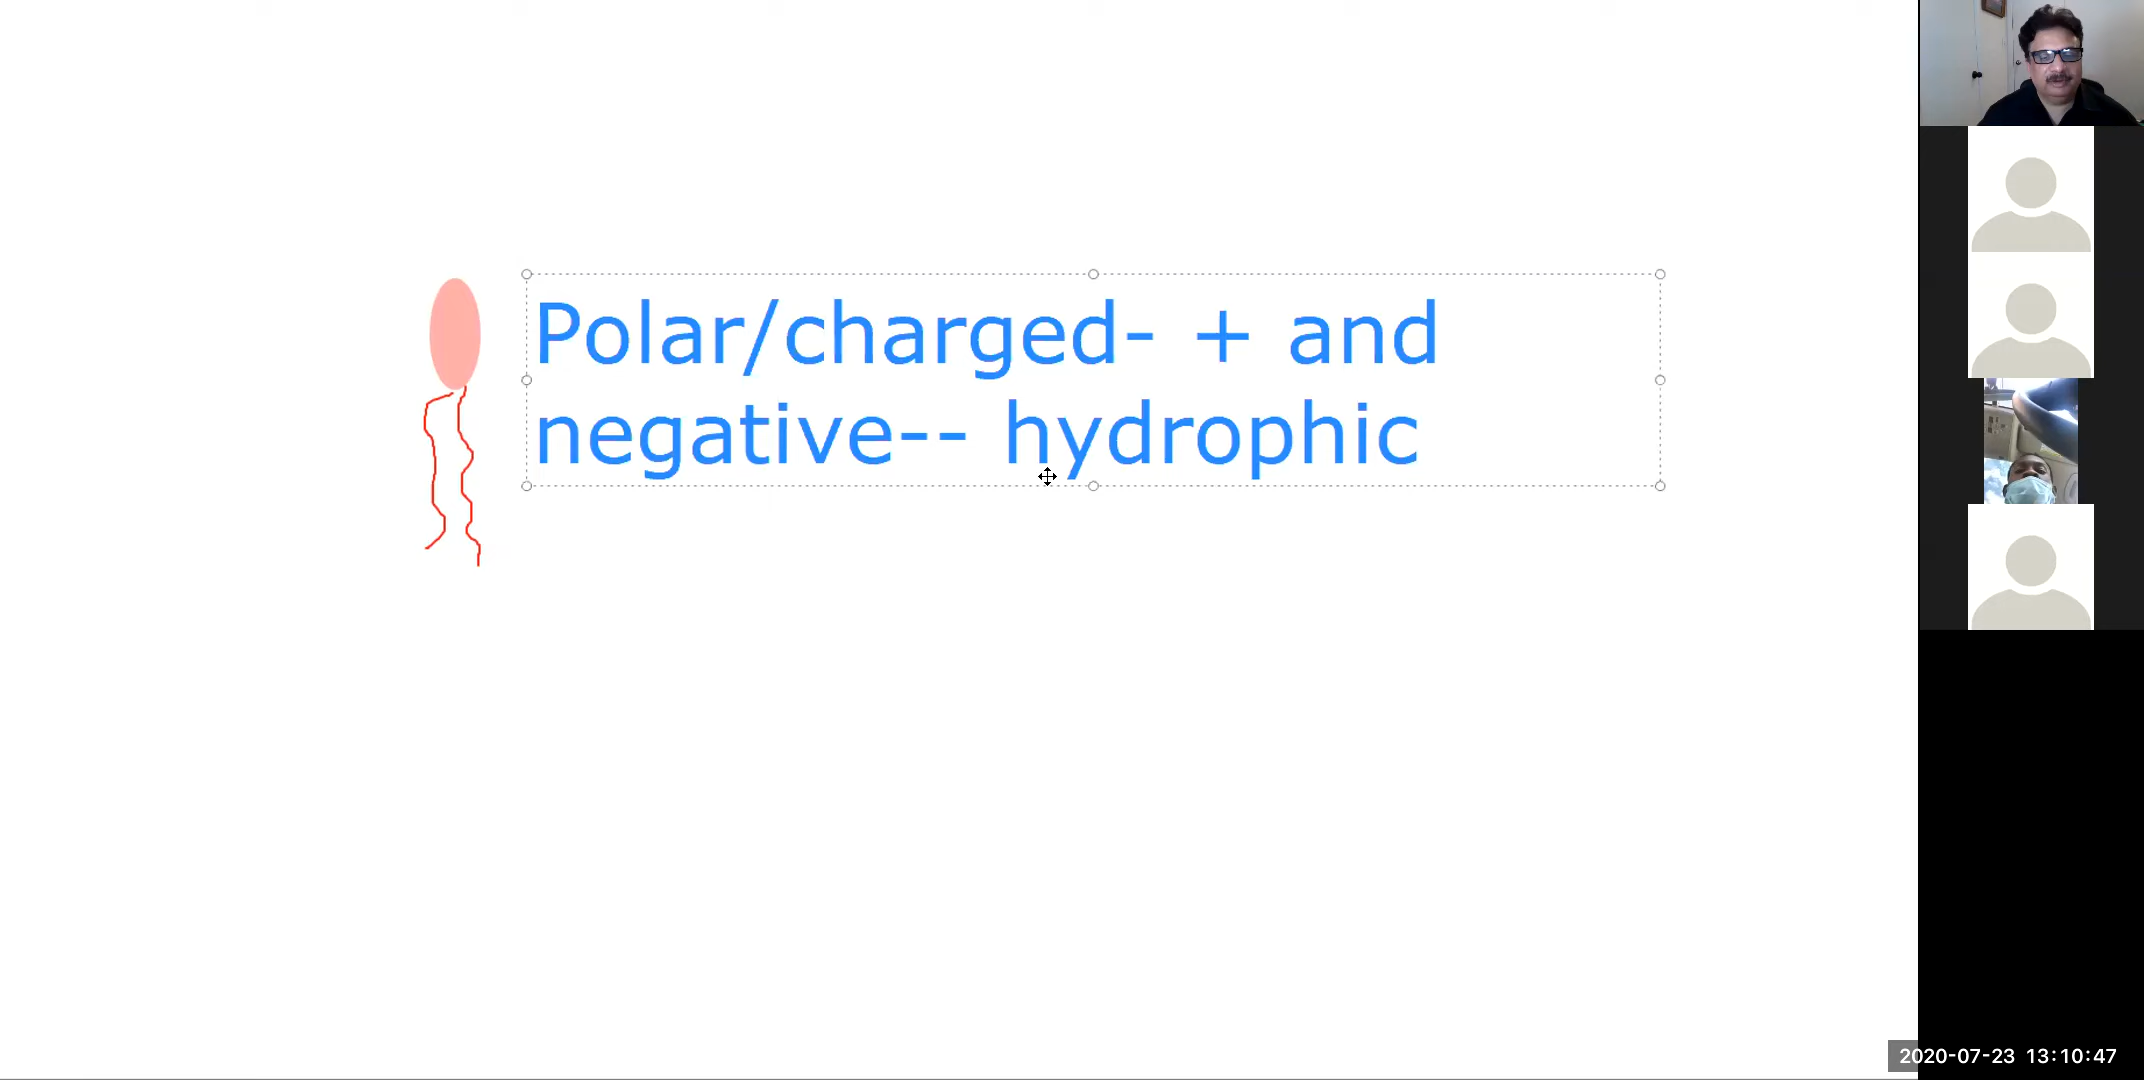 Polar/charged- + and
negative-- hydrophic
2020-07-23 13:10:47